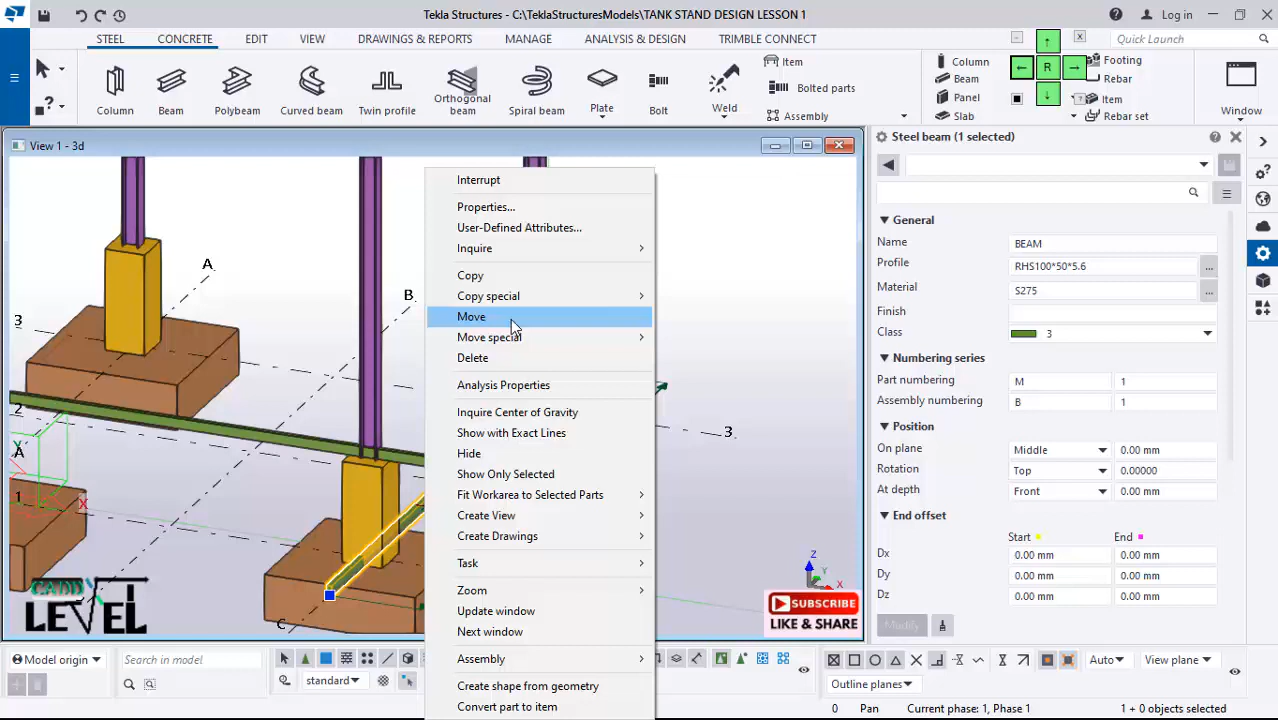 Tekla Structures - C:\TeklaStructuresModels\TANK STAND DESIGN LESSON 1
Log in
STEEL CONCRETE EDIT VIEW DRAWINGS & REPORTS MANAGE ANALYSIS & DESIGN TRIMBLE CONNECT
Quick Launch
Column Beam Polybeam Curved beam Twin profile Orthogonal beam Spiral beam Plate Bolt Weld
Item
Bolted parts
Assembly
Column
Beam
Panel
Slab
R
Footing
Rebar
Item
Rebar set
Window
View 1 - 3d
Interrupt
Properties...
User-Defined Attributes...
Inquire
Copy
Copy special
Move
Move special
Delete
Analysis Properties
Inquire Center of Gravity
Show with Exact Lines
Hide
Show Only Selected
Fit Workarea to Selected Parts
Create View
Create Drawings
Task
Zoom
Update window
Next window
Assembly
Create shape from geometry
Convert part to item
A
B
3
2
A
1
Y
X
C
3
Z
Y
X
CADD
LEVEL
SUBSCRIBE
LIKE & SHARE
Steel beam (1 selected)
General
Name BEAM
Profile RHS100*50*5.6 ...
Material S275 ...
Finish
Class 3
Numbering series
Part numbering M 1
Assembly numbering B 1
Position
On plane Middle 0.00 mm
Rotation Top 0.00000
At depth Front 0.00 mm
End offset
Start End
Dx 0.00 mm 0.00 mm
Dy 0.00 mm 0.00 mm
Dz 0.00 mm 0.00 mm
Modify
Model origin
Search in model
standard
Auto
View plane
Outline planes
0 Pan Current phase: 1, Phase 1 1 + 0 objects selected